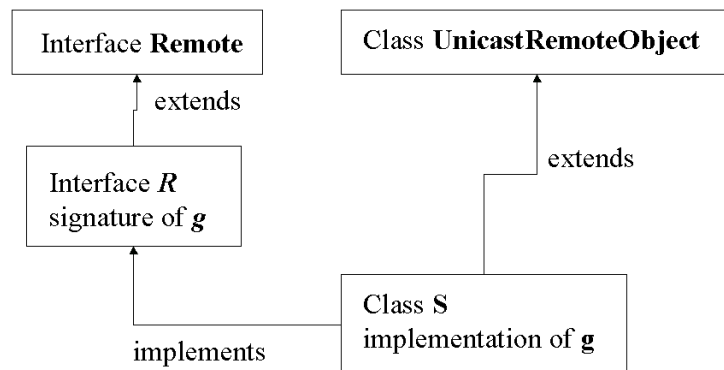 Interface Remote
Class UnicastRemoteObject
extends
extends
Interface R
signature of g
Class S
implementation of g
implements